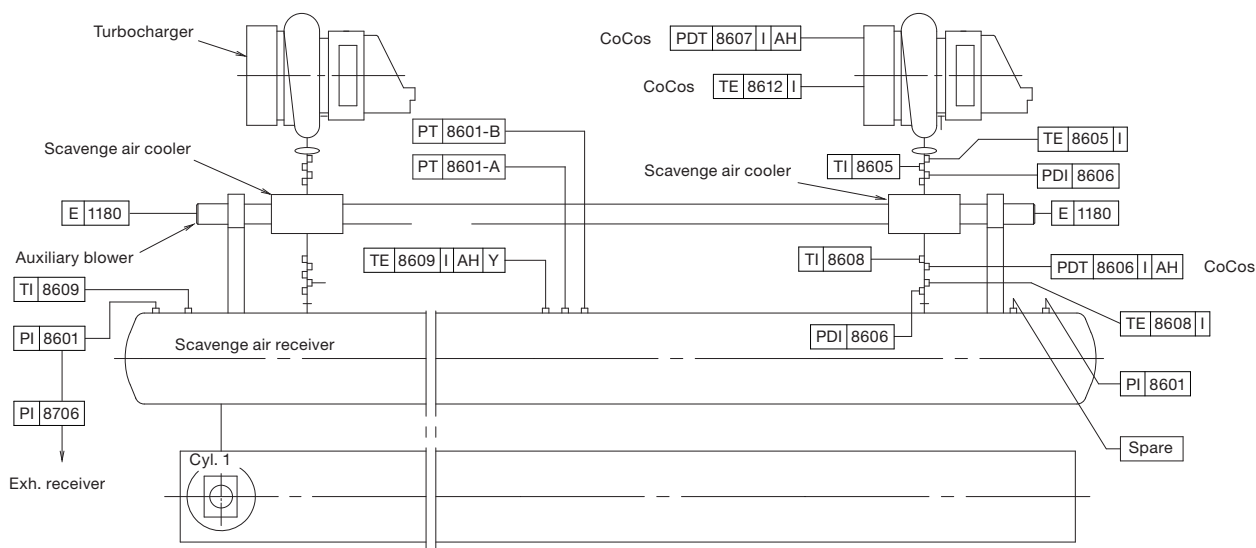 Turbocharger
CoCos PDT 8607 I AH
CoCos TE 8612 I
PT 8601-B
TE 8605 I
Scavenge air cooler
PT 8601-A
TI 8605
Scavenge air cooler
PDI 8606
E 1180
E 1180
Auxiliary blower
TE 8609 I AH Y
TI 8608
PDT 8606 I AH CoCos
TI 8609
PI 8601
Scavenge air receiver
PDI 8606
TE 8608 I
PI 8601
PI 8706
Spare
Cyl. 1
Exh. receiver